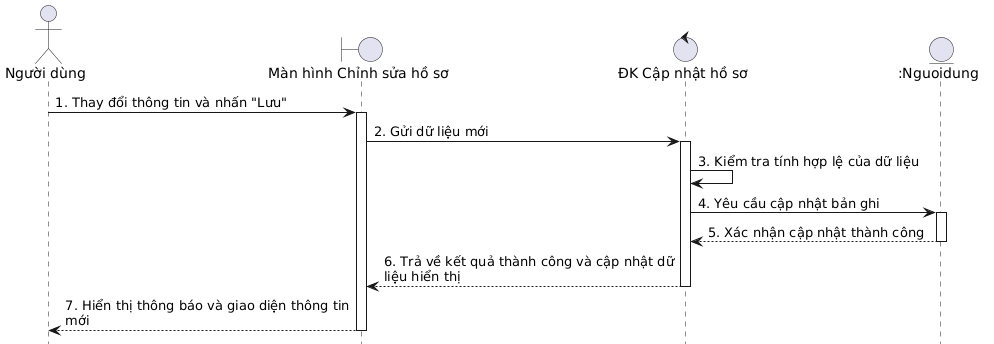 Người dùng
Màn hình Chỉnh sửa hồ sơ
ĐK Cập nhật hồ sơ
:Nguoidung
1. Thay đổi thông tin và nhấn "Lưu"
2. Gửi dữ liệu mới
3. Kiểm tra tính hợp lệ của dữ liệu
4. Yêu cầu cập nhật bản ghi
5. Xác nhận cập nhật thành công
6. Trả về kết quả thành công và cập nhật dữ
liệu hiển thị
7. Hiển thị thông báo và giao diện thông tin
mới